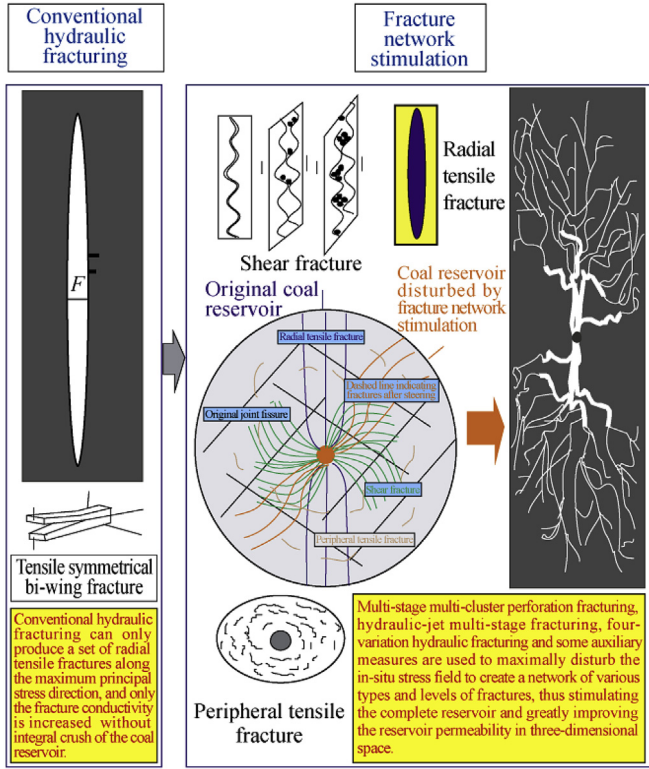 Conventional
hydraulic
fracturing
Fracture
network
stimulation
F
Tensile symmetrical
bi-wing fracture
Conventional hydraulic
fracturing can only
produce a set of radial
tensile fractures along
the maximum principal
stress direction, and only
the fracture conductivity
is increased without
integral crush of the coal
reservoir.
Shear fracture
Radial
tensile
fracture
Original coal
reservoir
Coal reservoir
disturbed by
fracture network
stimulation
Radial tensile fracture
Dashed line indicating
fractures after steering
Original joint fissure
Shear fracture
Peripheral tensile fracture
Peripheral tensile
fracture
Multi-stage multi-cluster perforation fracturing,
hydraulic-jet multi-stage fracturing, four-
variation hydraulic fracturing and some auxiliary
measures are used to maximally disturb the
in-situ stress field to create a network of various
types and levels of fractures, thus stimulating
the complete reservoir and greatly improving
the reservoir permeability in three-dimensional
space.